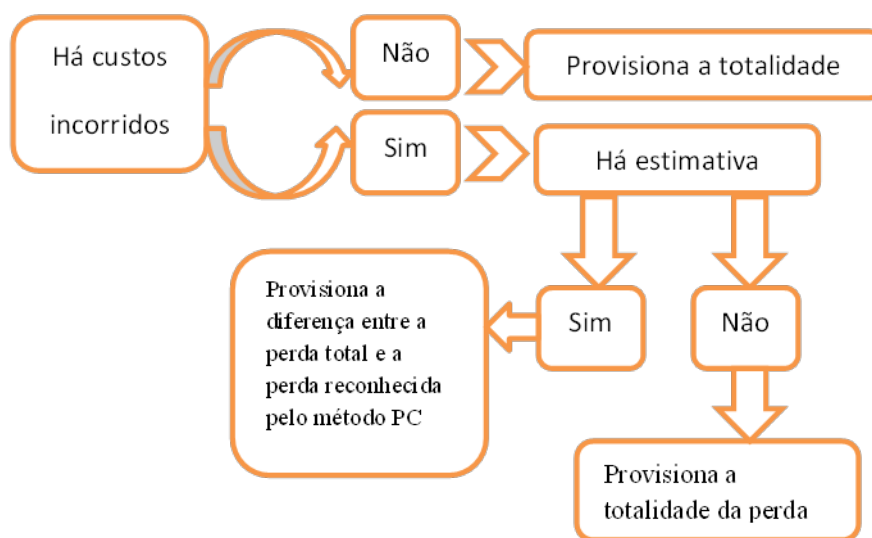 Há custos
incorridos
Não
Provisiona a totalidade
Sim
Há estimativa
Provisiona a
diferença entre a
perda total e a
perda reconhecida
pelo método PC
Sim
Não
Provisiona a
totalidade da perda